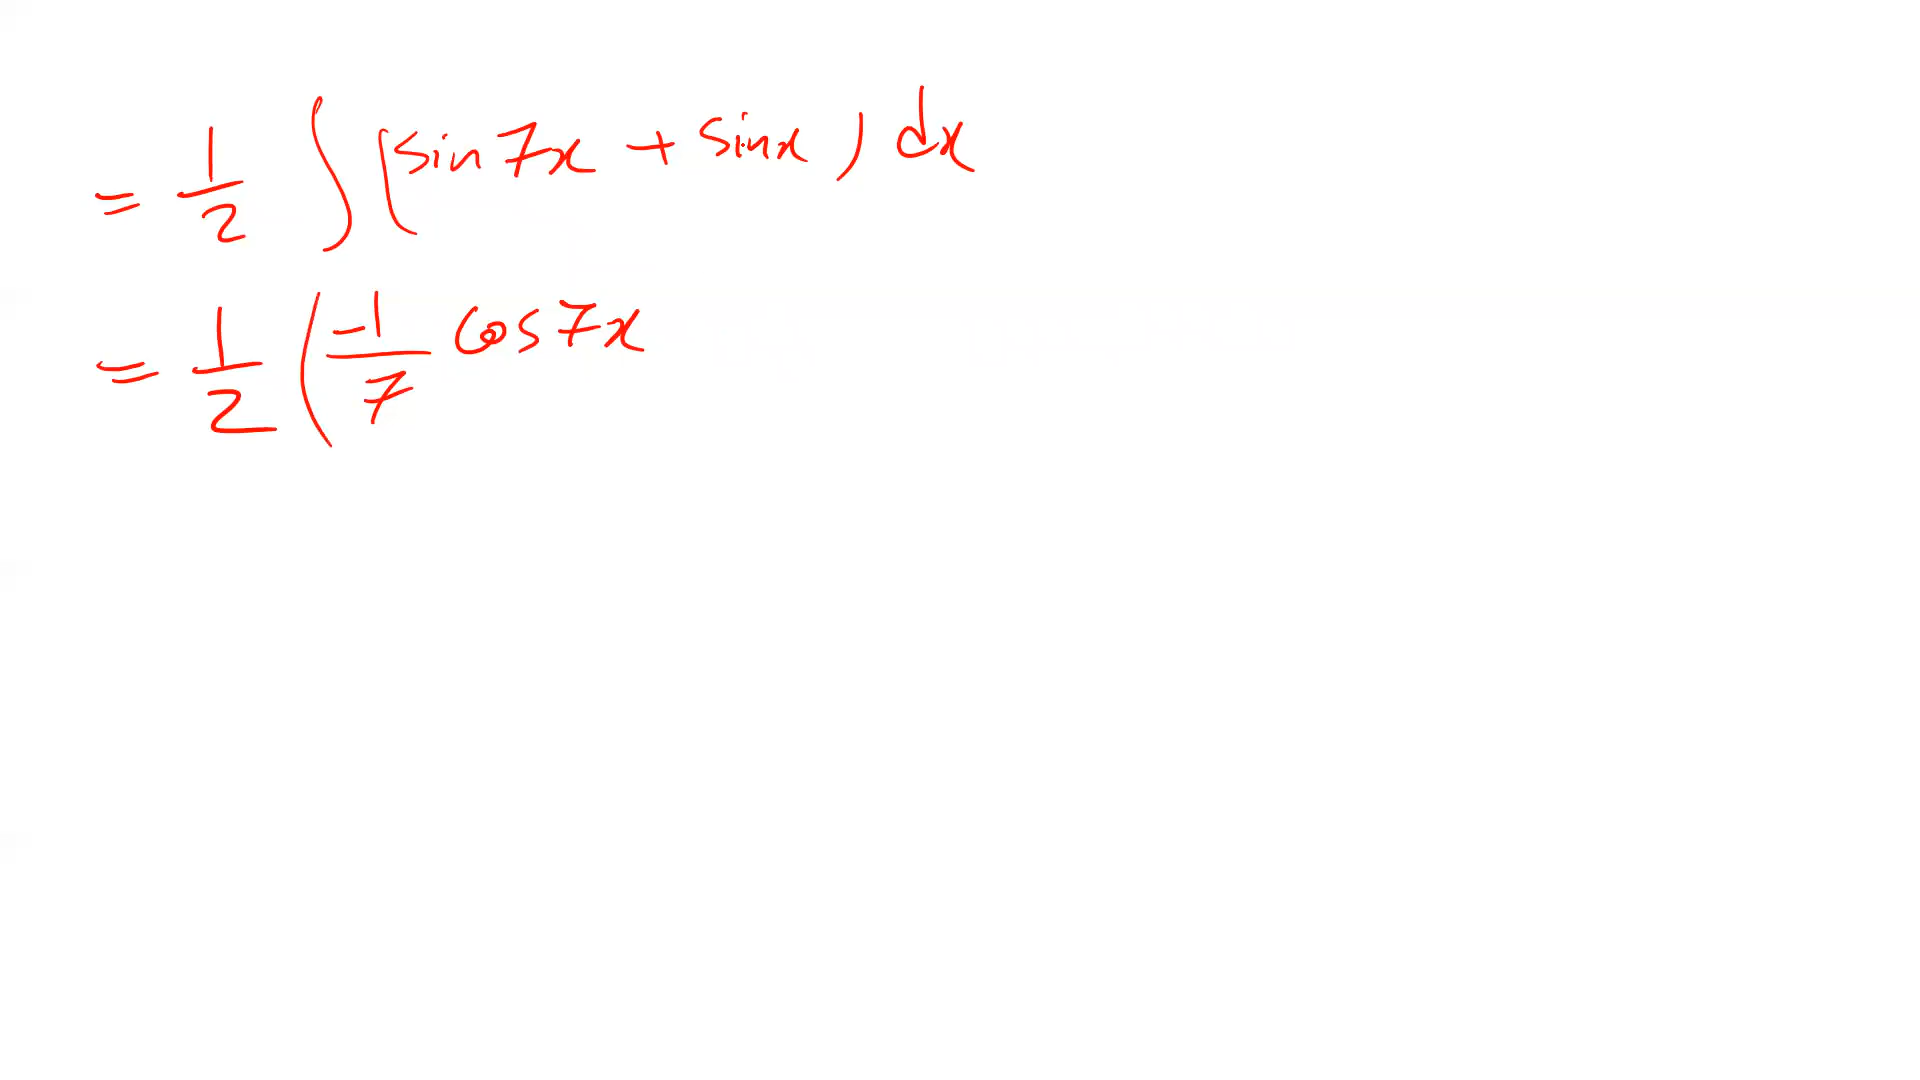 = 1/2 ∫ (sin 7x + sin x) dx
= 1/2 (-1/7 cos 7x